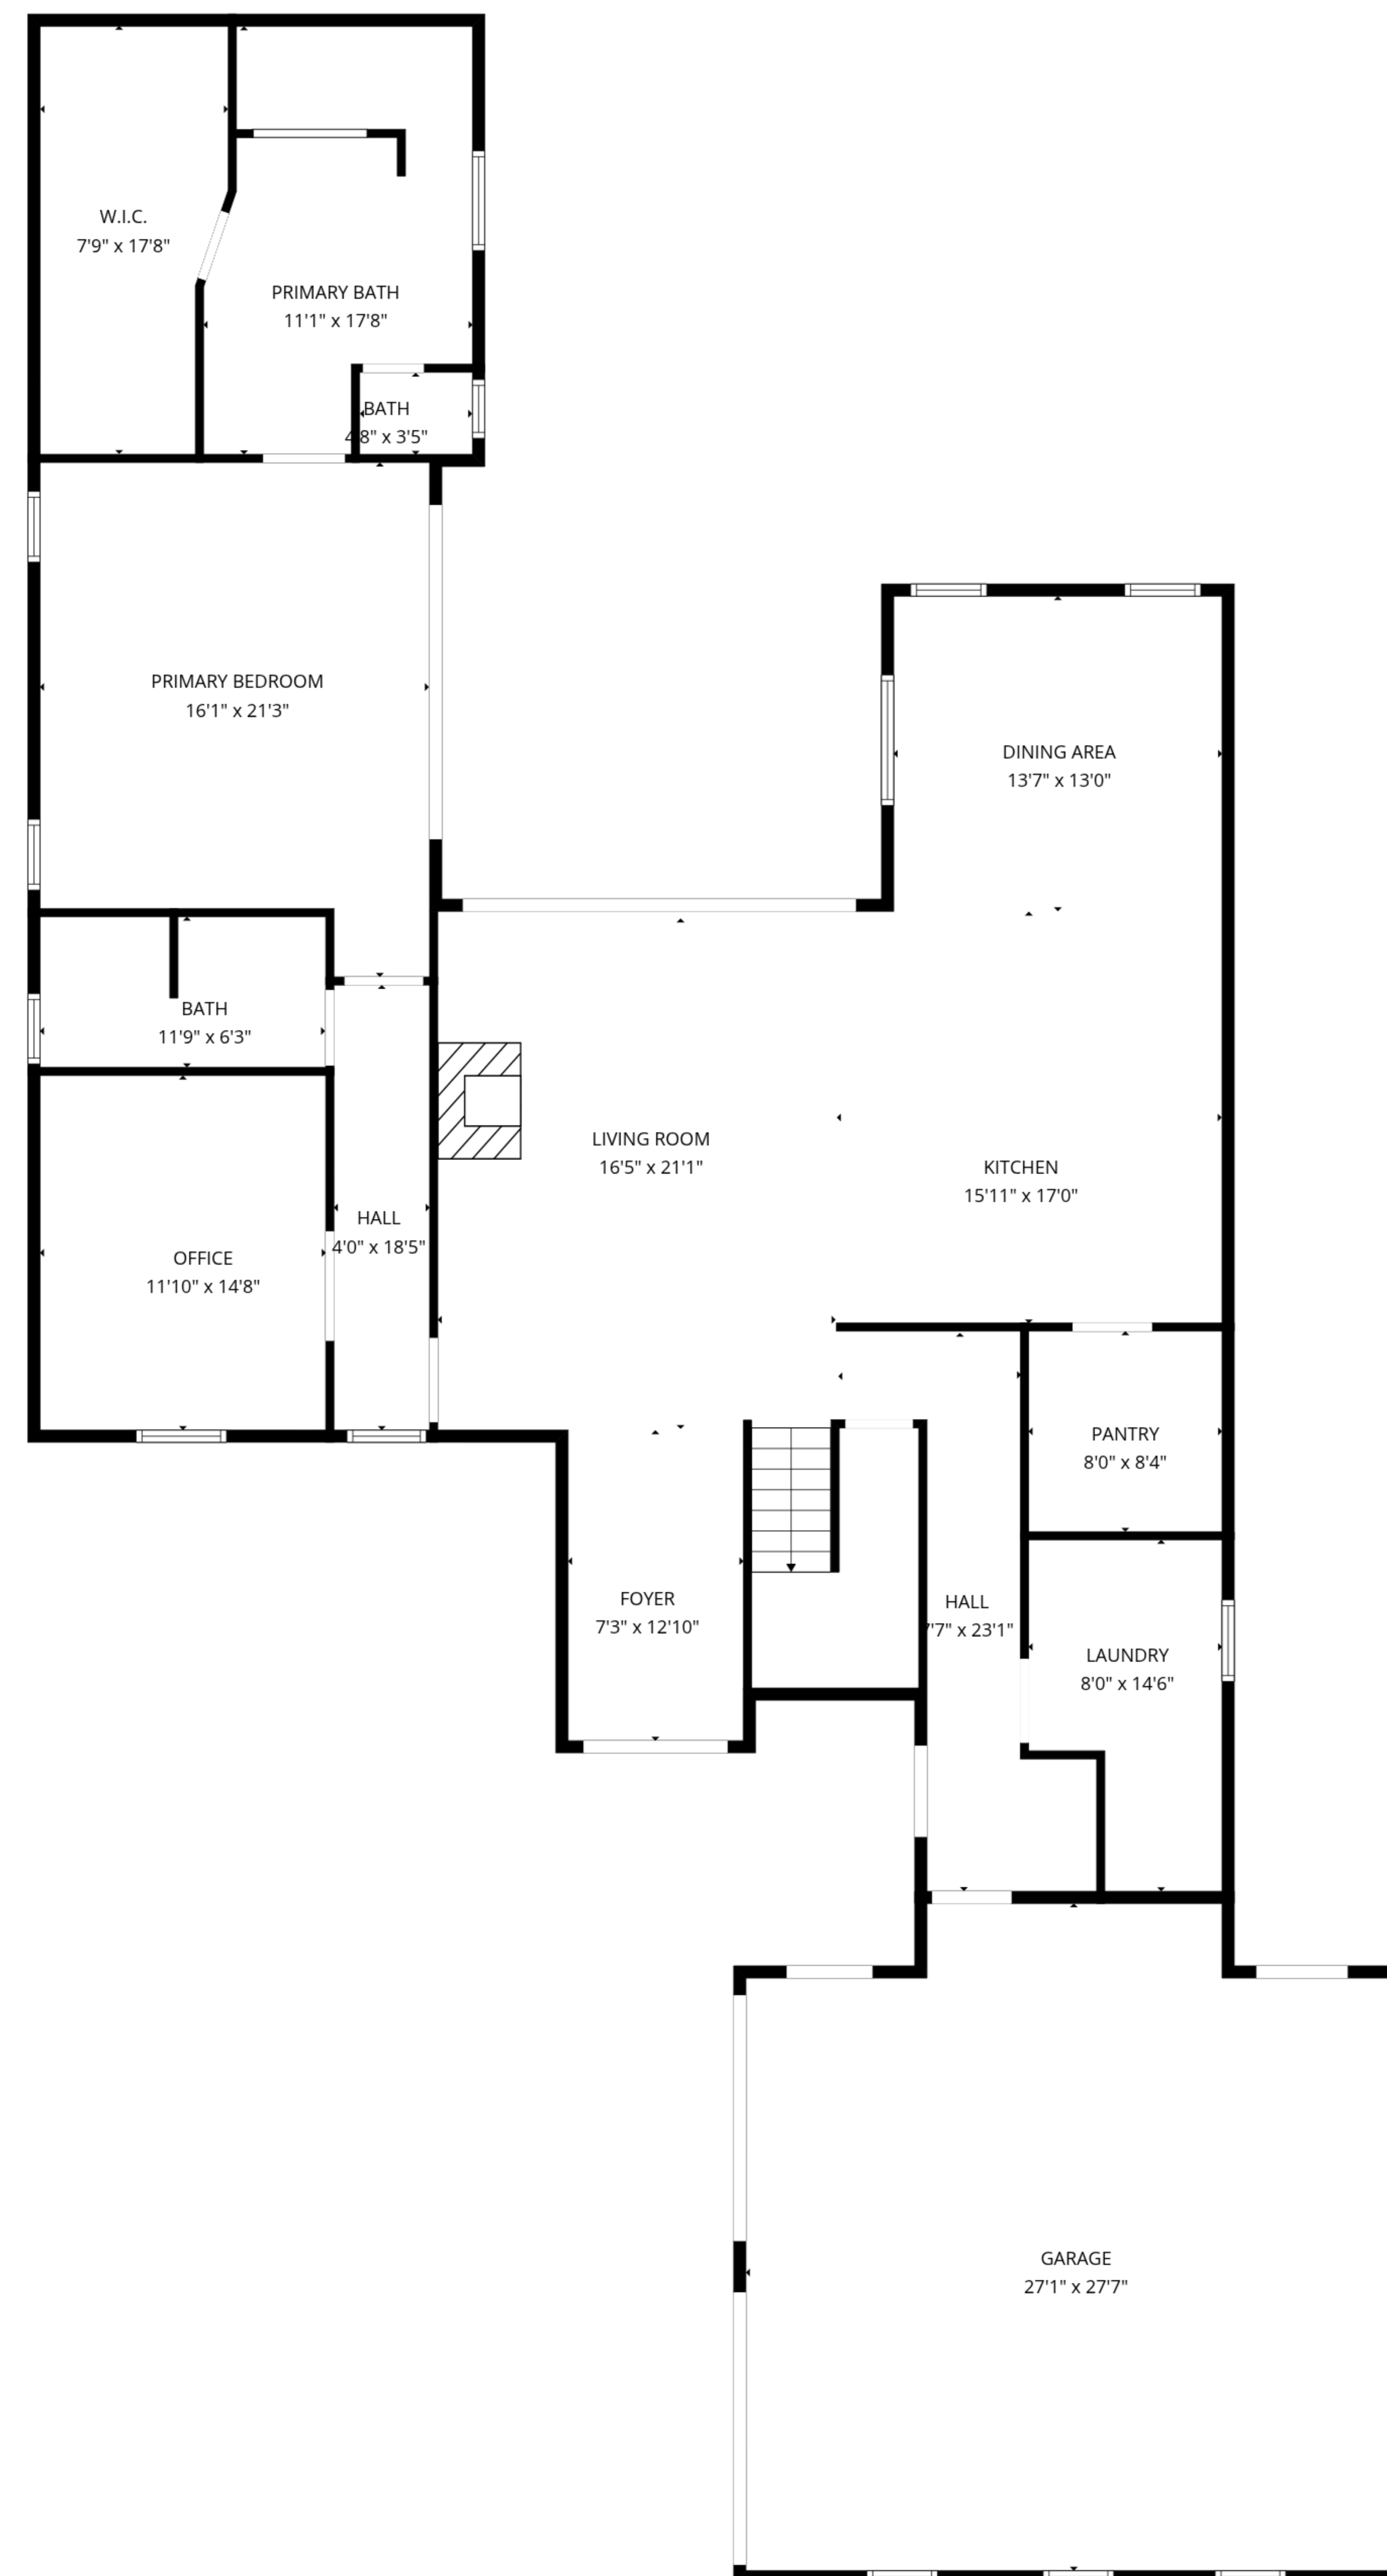 W.I.C.
7'9" x 17'8"
PRIMARY BATH
11'1" x 17'8"
BATH
4'8" x 3'5"
PRIMARY BEDROOM
16'1" x 21'3"
DINING AREA
13'7" x 13'0"
BATH
11'9" x 6'3"
LIVING ROOM
16'5" x 21'1"
KITCHEN
15'11" x 17'0"
HALL
4'0" x 18'5"
OFFICE
11'10" x 14'8"
PANTRY
8'0" x 8'4"
FOYER
7'3" x 12'10"
HALL
7'7" x 23'1"
LAUNDRY
8'0" x 14'6"
GARAGE
27'1" x 27'7"